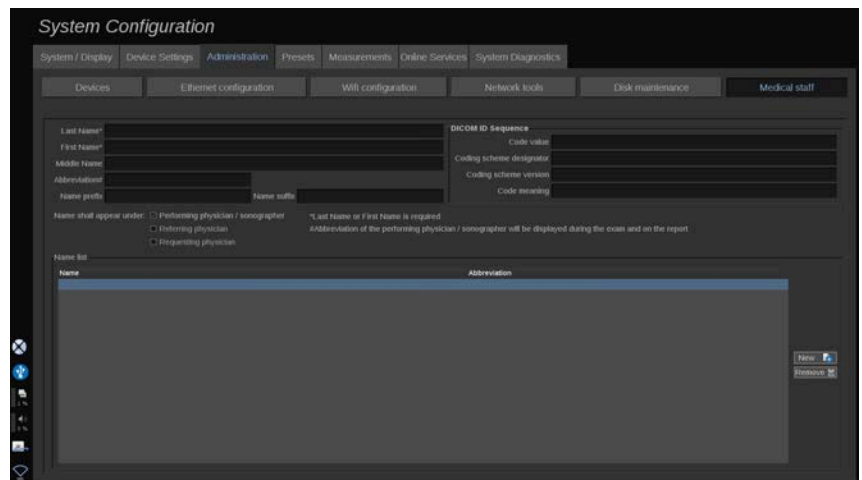 System Configuration
System / Display Device Settings Administration Presets Measurements Online Services System Diagnostics
Devices Ethernet configuration Wifi configuration Network tools Disk maintenance Medical staff
Last Name*
First Name*
Middle Name
Abbreviation#
Name prefix Name suffix
DICOM ID Sequence
Code value
Coding scheme designator
Coding scheme version
Code meaning
Name shall appear under: Performing physician / sonographer
Referring physician
Requesting physician
*Last Name or First Name is required
#Abbreviation of the performing physician / sonographer will be displayed during the exam and on the report
Name list
Name Abbreviation
New
Remove